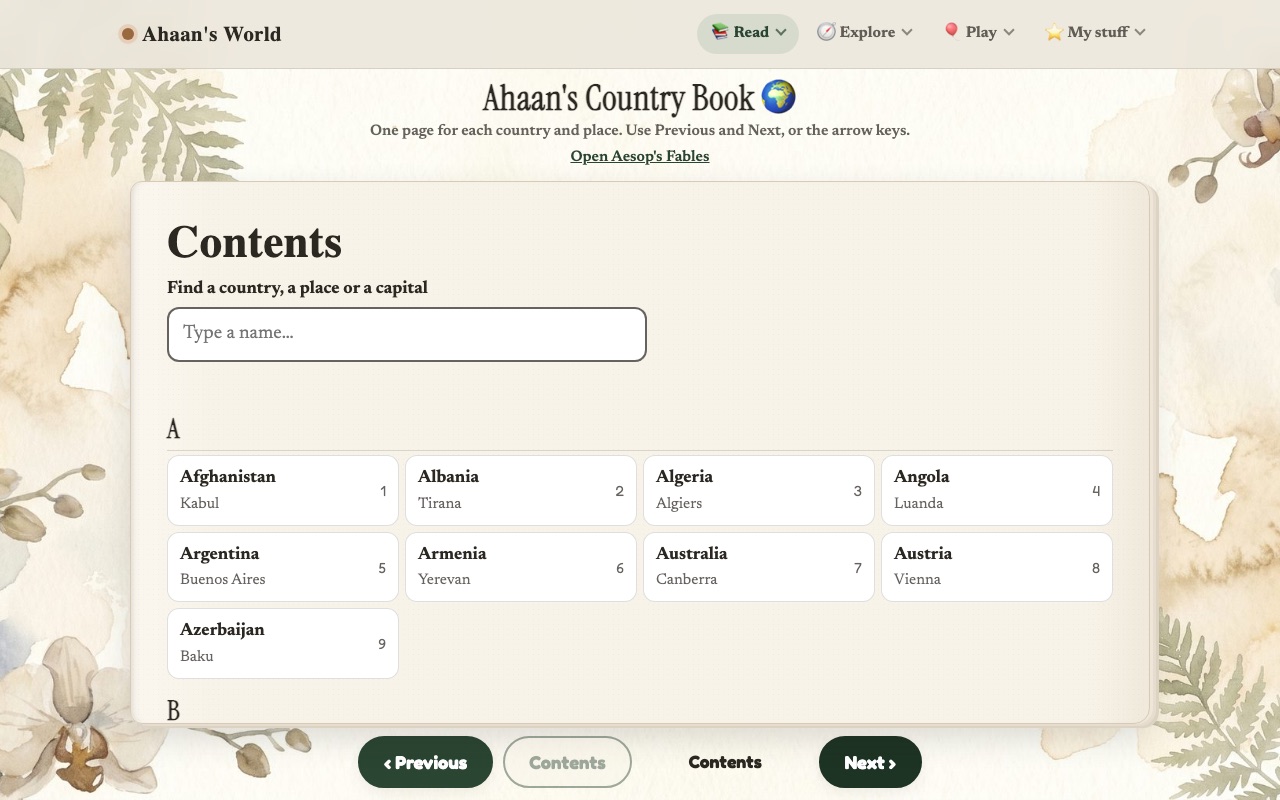 Ahaan's World
📚 Read
🧭 Explore
🎈 Play
⭐ My stuff
Ahaan's Country Book 🌍
One page for each country and place. Use Previous and Next, or the arrow keys.
Open Aesop's Fables
Contents
Find a country, a place or a capital
Type a name...
A
Afghanistan
Kabul
1
Albania
Tirana
2
Algeria
Algiers
3
Angola
Luanda
4
Argentina
Buenos Aires
5
Armenia
Yerevan
6
Australia
Canberra
7
Austria
Vienna
8
Azerbaijan
Baku
9
B
‹ Previous
Contents
Contents
Next ›